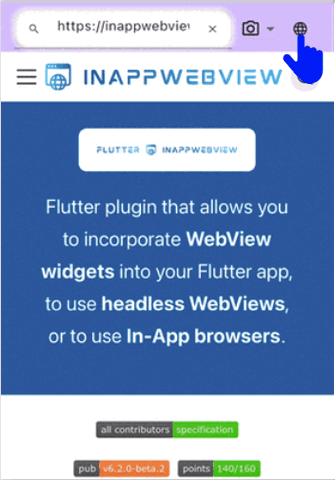 https://inappwebview
INAPPWEBVIEW
FLUTTER INAPPWEBVIEW
Flutter plugin that allows you
to incorporate WebView
widgets into your Flutter app,
to use headless WebViews,
or to use In-App browsers.
all contributors specification
pub v6.2.0-beta.2 points 140/160